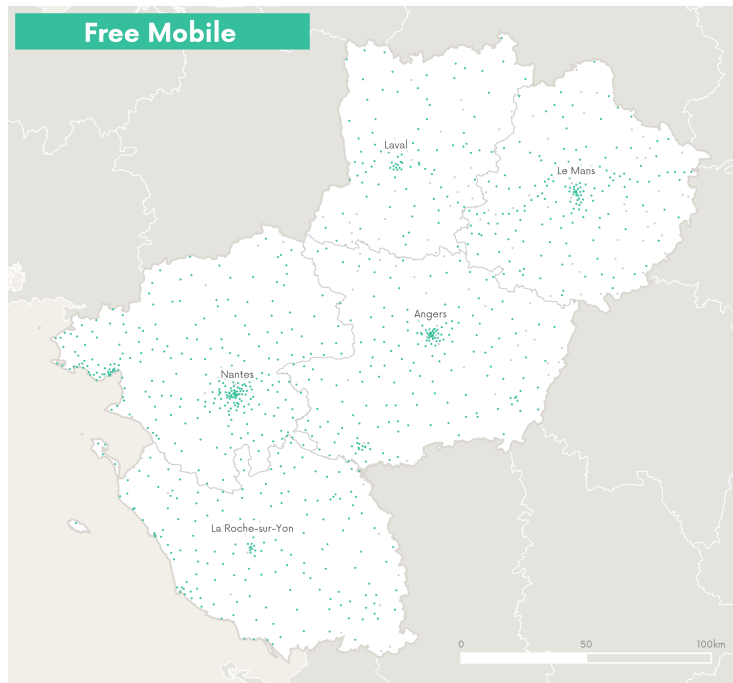 Free Mobile
Laval
Le Mans
Angers
Nantes
La Roche-sur-Yon
0 50 100km